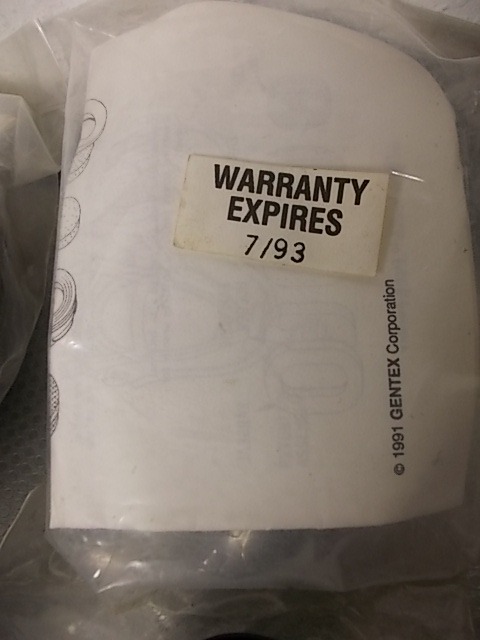 WARRANTY
EXPIRES
7/93
© 1991 GENTEX Corporation